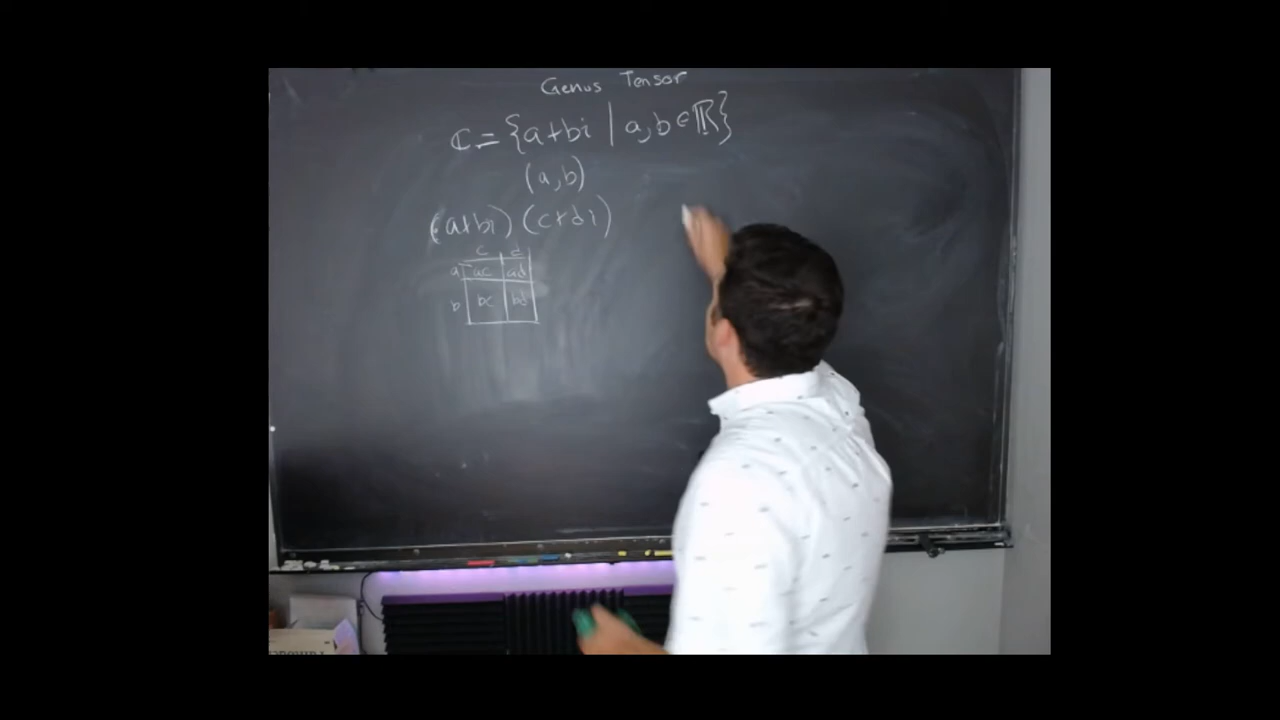 Genus Tensor
ℂ = {a+bi | a,b ∈ ℝ}
(a,b)
(a+bi)(c+di)
c d
a ac ad
b bc bd